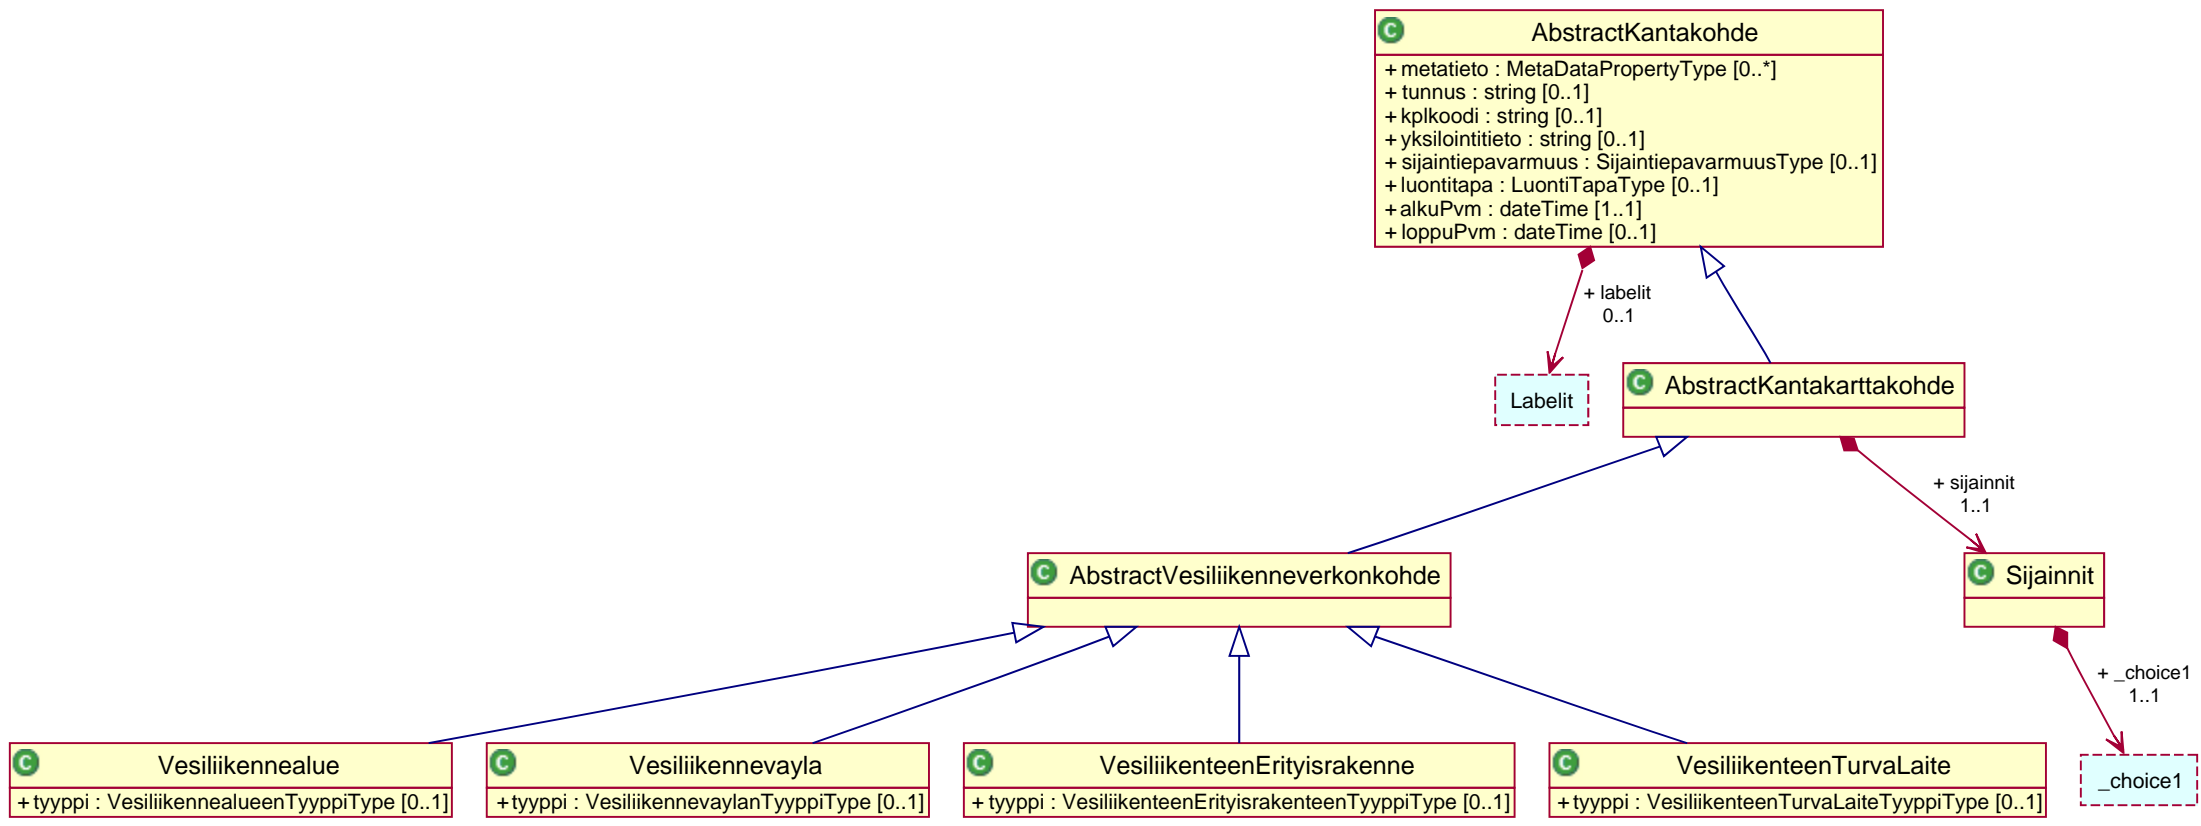 C AbstractKantakohde
+ metatieto : MetaDataPropertyType [0..*]
+ tunnus : string [0..1]
+ kplkoodi : string [0..1]
+ yksilointitieto : string [0..1]
+ sijaintiepavarmuus : SijaintiepavarmuusType [0..1]
+ luontitapa : LuontiTapaType [0..1]
+ alkuPvm : dateTime [1..1]
+ loppuPvm : dateTime [0..1]
+ labelit
0..1
Labelit
C AbstractKantakarttakohde
+ sijainnit
1..1
C AbstractVesiliikenneverkonkohde
C Sijainnit
+ _choice1
1..1
C Vesiliikennealue
+ tyyppi : VesiliikennealueenTyyppiType [0..1]
C Vesiliikennevayla
+ tyyppi : VesiliikennevaylanTyyppiType [0..1]
C VesiliikenteenErityisrakenne
+ tyyppi : VesiliikenteenErityisrakenteenTyyppiType [0..1]
C VesiliikenteenTurvaLaite
+ tyyppi : VesiliikenteenTurvaLaiteTyyppiType [0..1]
_choice1